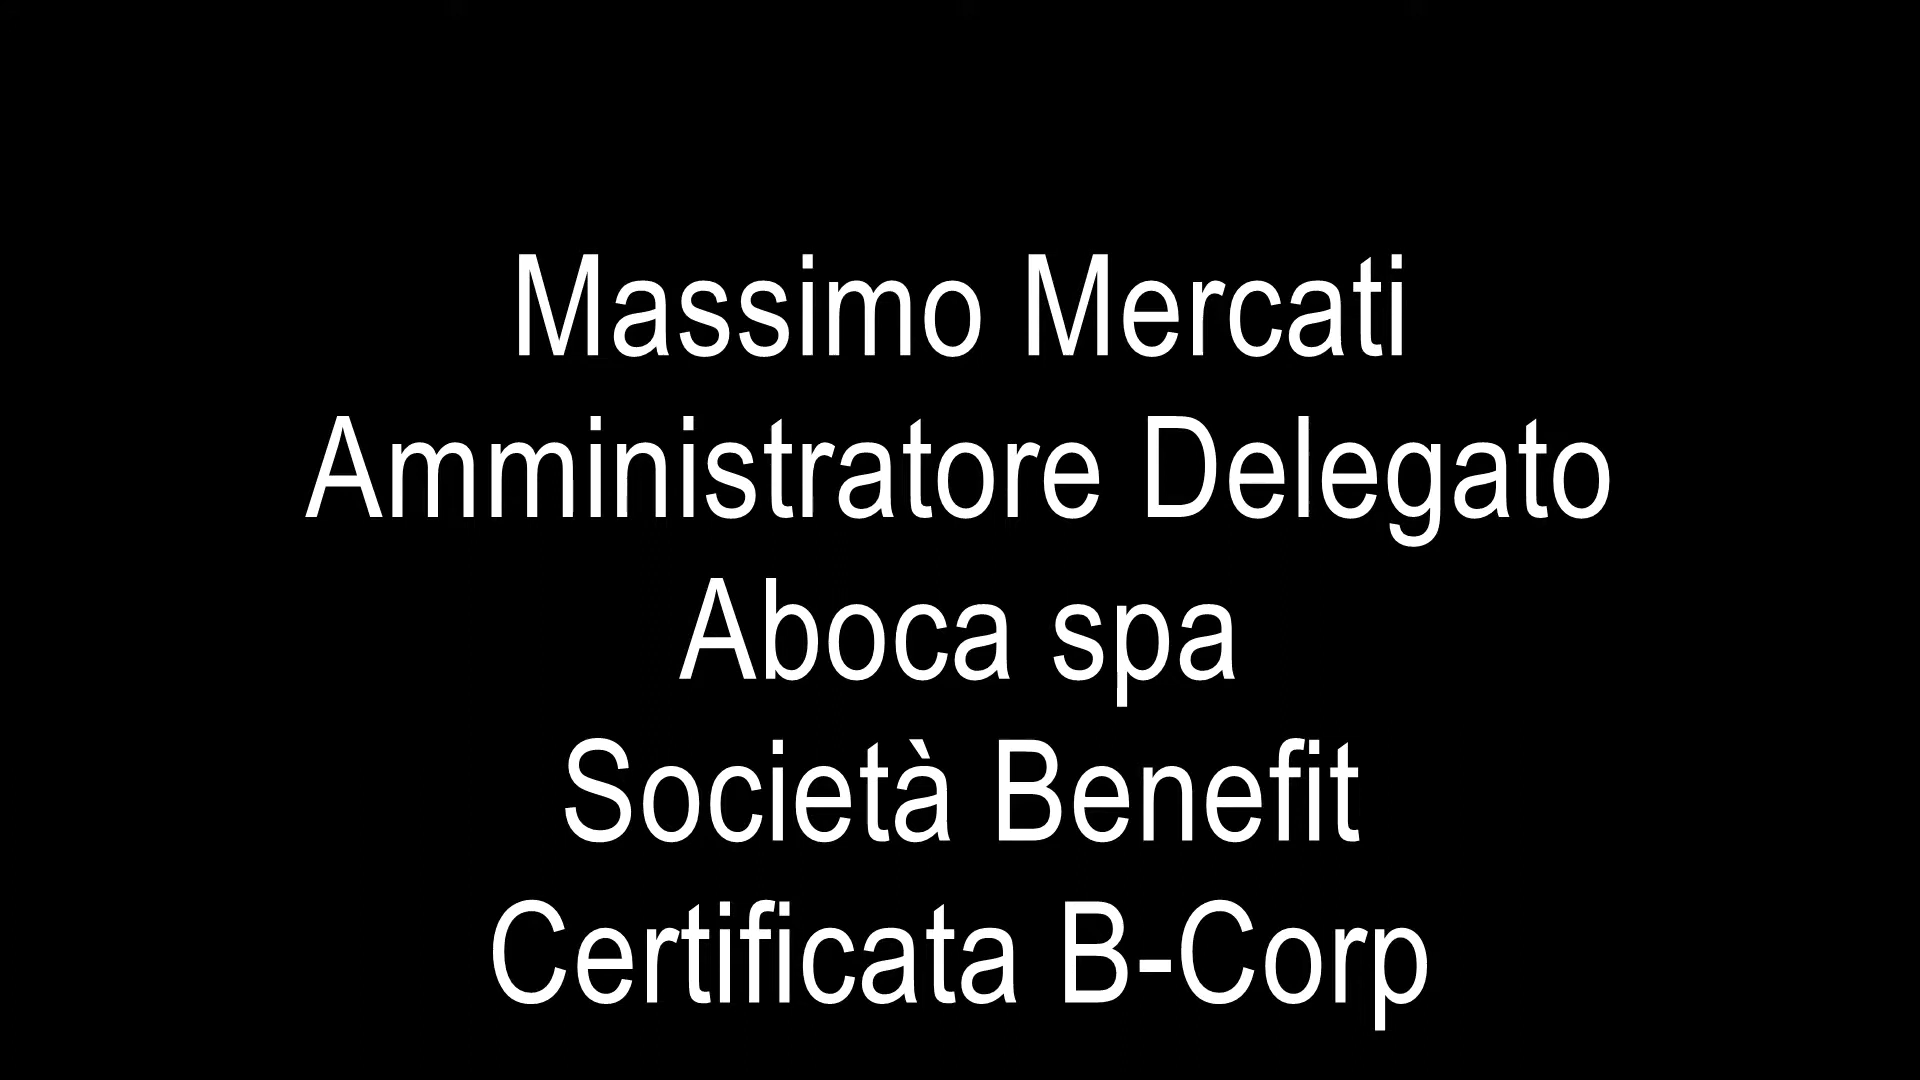 Massimo Mercati
Amministratore Delegato
Aboca spa
Società Benefit
Certificata B-Corp